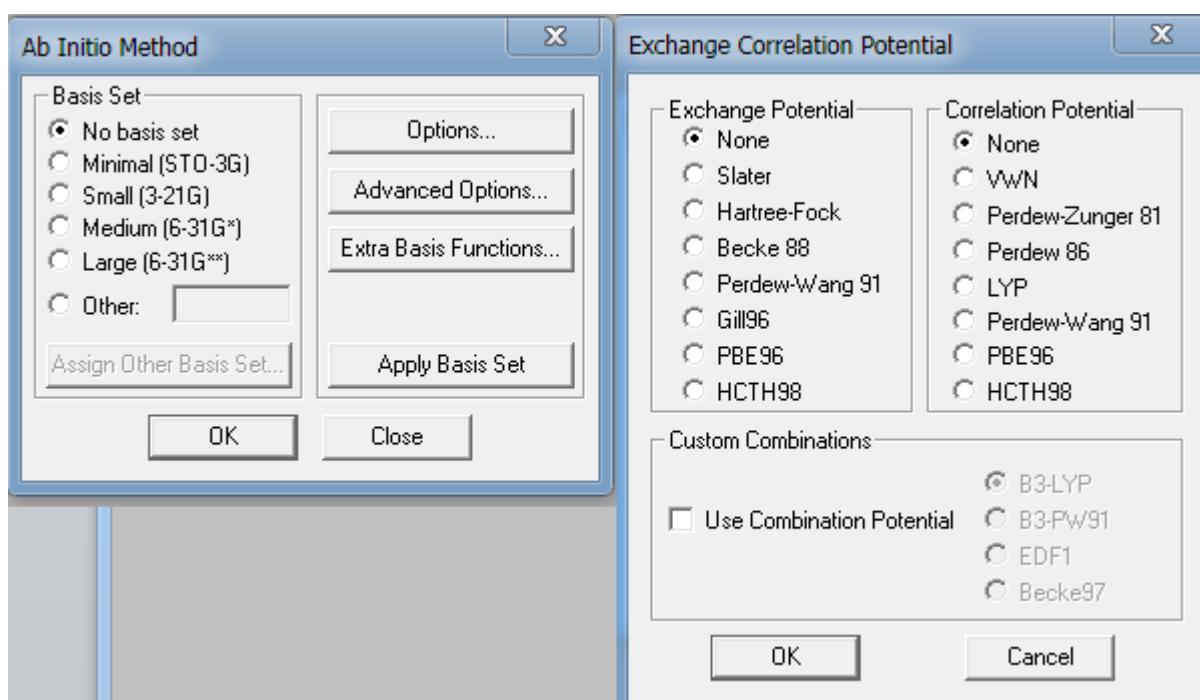 Ab Initio Method
Basis Set
No basis set
Minimal (STO-3G)
Small (3-21G)
Medium (6-31G*)
Large (6-31G**)
Other:
Assign Other Basis Set...
Options...
Advanced Options...
Extra Basis Functions...
Apply Basis Set
OK
Close
Exchange Correlation Potential
Exchange Potential
None
Slater
Hartree-Fock
Becke 88
Perdew-Wang 91
Gill96
PBE96
HCTH98
Correlation Potential
None
VWN
Perdew-Zunger 81
Perdew 86
LYP
Perdew-Wang 91
PBE96
HCTH98
Custom Combinations
Use Combination Potential
B3-LYP
B3-PW91
EDF1
Becke97
OK
Cancel